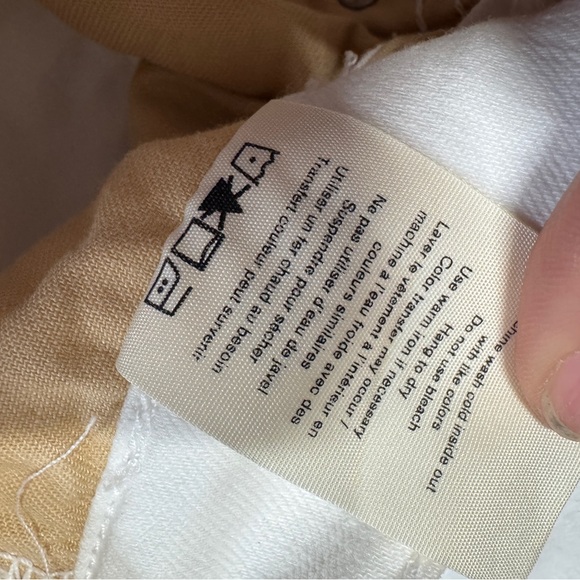 hine wash cold inside out
with like colors
Do not use bleach
Hang to dry
Use warm iron if necessary
Color transfer may occur /
Laver le vêtement à l'intérieur en
machine à l'eau froide avec des
couleurs similaires
Ne pas utiliser d'eau de javel
Suspendre pour sécher
Utiliser un fer chaud au besoin
Transfert couleur peut survenir